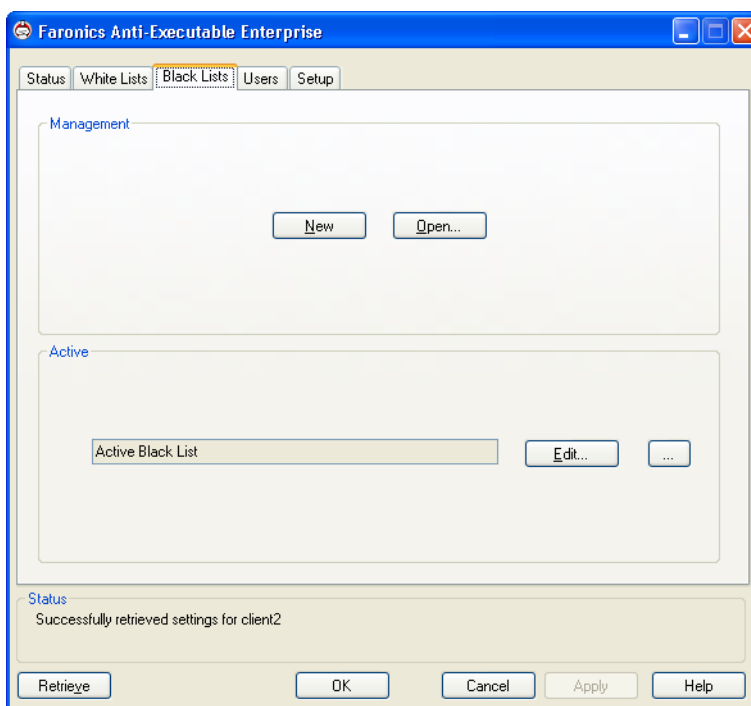 Faronics Anti-Executable Enterprise
Status White Lists Black Lists Users Setup
Management
New Open...
Active
Active Black List Edit... ...
Status
Successfully retrieved settings for client2
Retrieve OK Cancel Apply Help